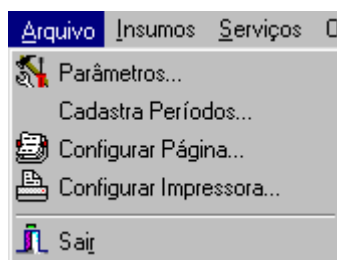 Arquivo Insumos Serviços
Parâmetros...
Cadastra Períodos...
Configurar Página...
Configurar Impressora...
Sair